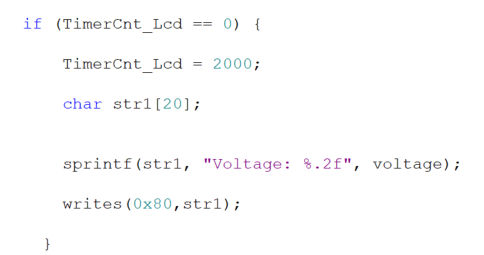 if (TimerCnt_Lcd == 0) {
TimerCnt_Lcd = 2000;
char str1[20];
sprintf(str1, "Voltage: %.2f", voltage);
writes(0x80,str1);
}